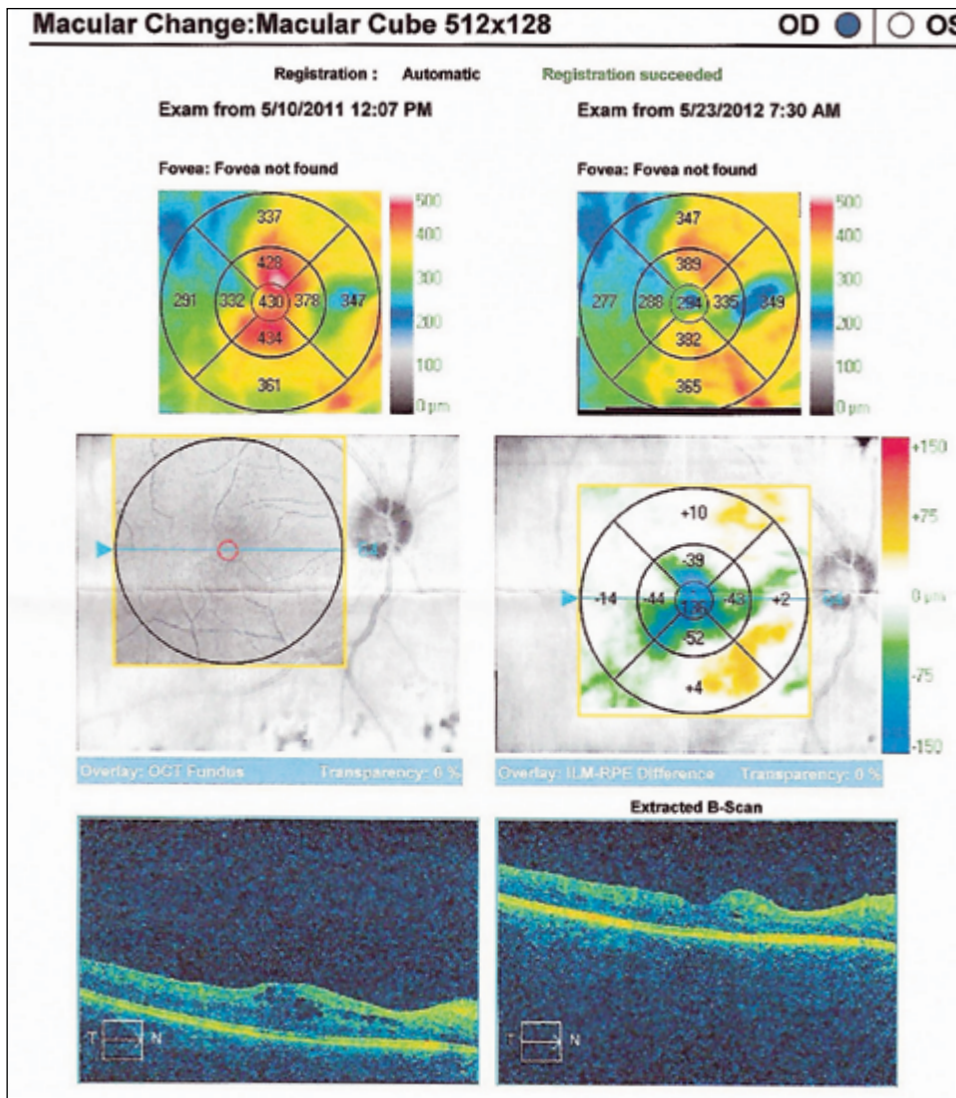 Macular Change:Macular Cube 512x128 OD OS
Registration : Automatic Registration succeeded
Exam from 5/10/2011 12:07 PM Exam from 5/23/2012 7:30 AM
Fovea: Fovea not found Fovea: Fovea not found
337
428
291 332 430 378 347
434
361
500
400
300
200
100
0 µm
347
389
277 288 294 335 349
382
365
500
400
300
200
100
0 µm
+10
-39
-14 -44 -136 -43 +2
-52
+4
+150
+75
0 µm
-75
-150
Overlay: OCT Fundus Transparency: 0 % Overlay: ILM-RPE Difference Transparency: 0 %
Extracted B-Scan
T N T N